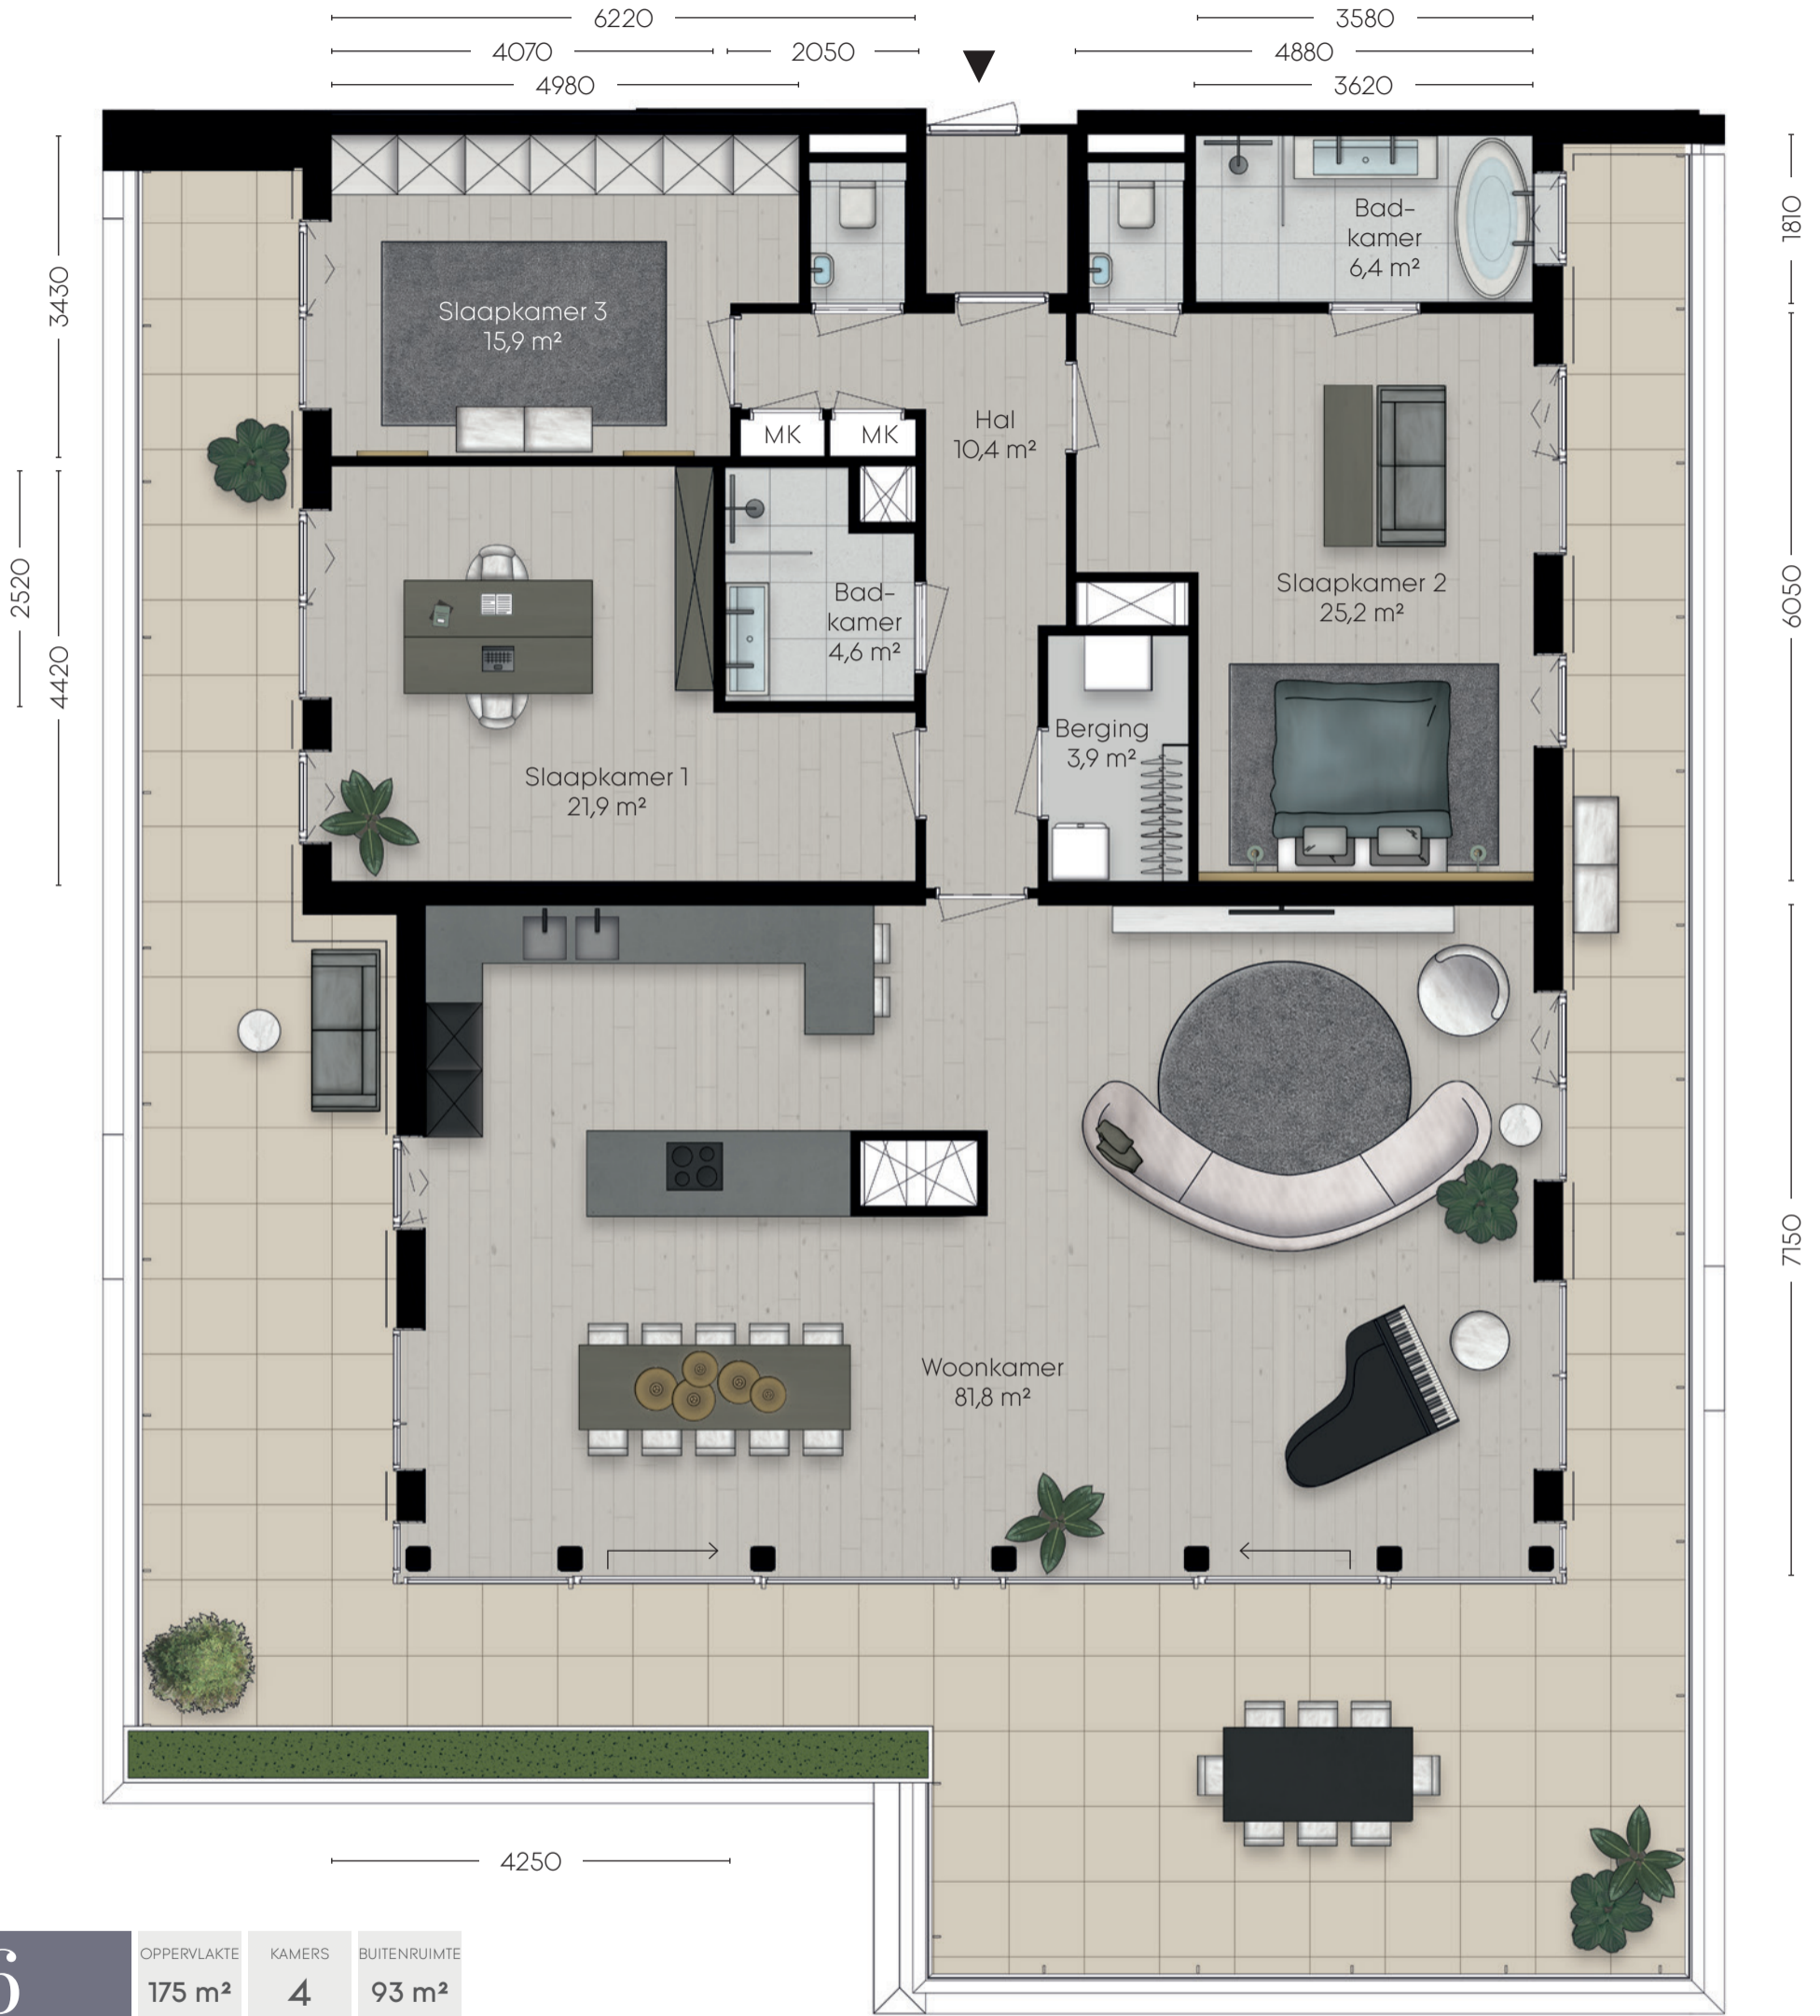 6220
3580
4070
2050
4880
4980
3620
3430
1810
Bad-
kamer
6,4 m²
Slaapkamer 3
15,9 m²
MK
MK
Hal
10,4 m²
2520
4420
6050
Slaapkamer 2
25,2 m²
Bad-
kamer
4,6 m²
Berging
3,9 m²
Slaapkamer 1
21,9 m²
7150
Woonkamer
81,8 m²
4250
6
OPPERVLAKTE
175 m²
KAMERS
4
BUITENRUIMTE
93 m²